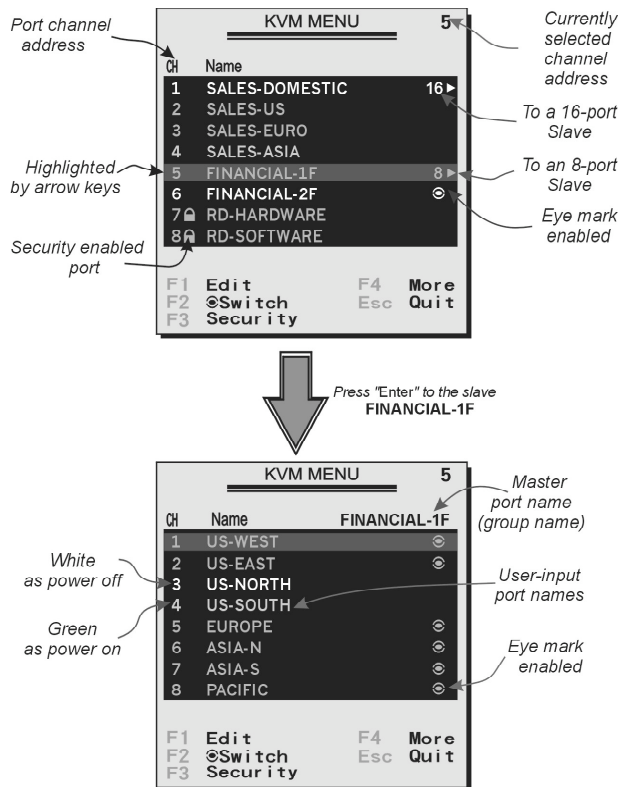 Port channel
address
KVM MENU 5
Currently
selected
channel
address
CH Name
1 SALES-DOMESTIC 16 ▶
2 SALES-US
3 SALES-EURO
4 SALES-ASIA
5 FINANCIAL-1F 8 ▶
6 FINANCIAL-2F
7 RD-HARDWARE
8 RD-SOFTWARE
To a 16-port
Slave
To an 8-port
Slave
Highlighted
by arrow keys
Eye mark
enabled
Security enabled
port
F1 Edit F4 More
F2 Switch Esc Quit
F3 Security
Press "Enter" to the slave
FINANCIAL-1F
KVM MENU 5
Master
port name
(group name)
CH Name FINANCIAL-1F
1 US-WEST
2 US-EAST
3 US-NORTH
4 US-SOUTH
5 EUROPE
6 ASIA-N
7 ASIA-S
8 PACIFIC
White
as power off
User-input
port names
Green
as power on
Eye mark
enabled
F1 Edit F4 More
F2 Switch Esc Quit
F3 Security